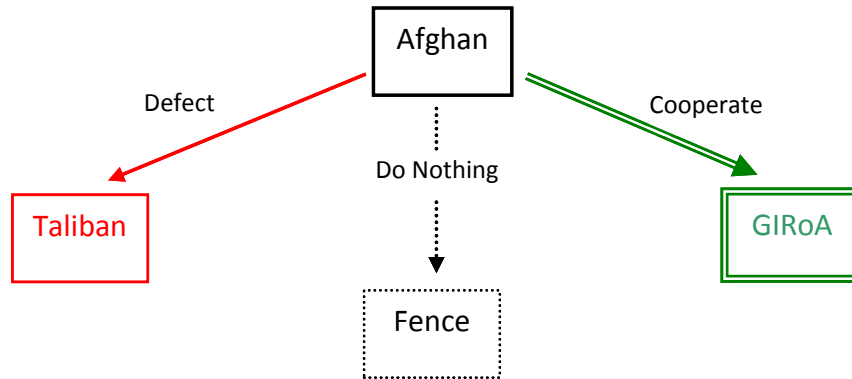 Afghan
Defect
Cooperate
Do Nothing
Taliban
GIRoA
Fence